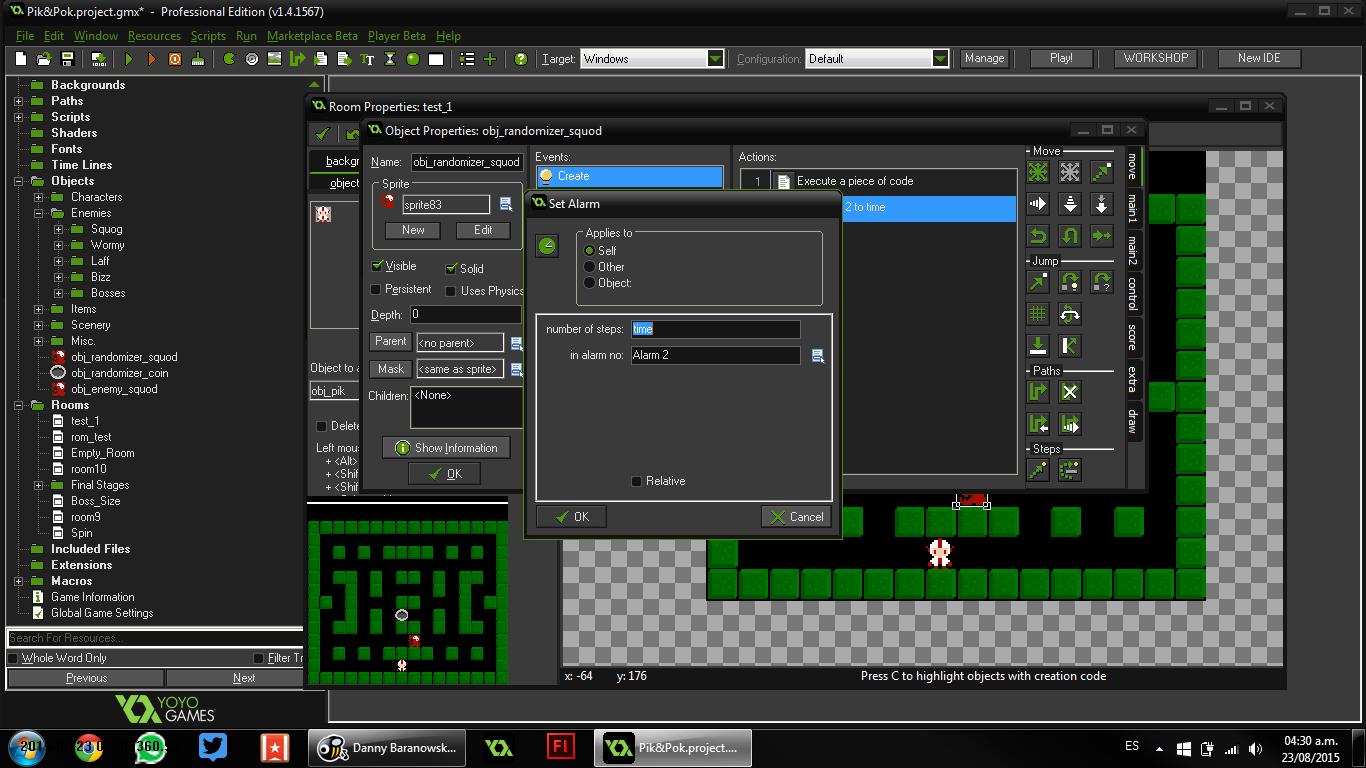 Pik&Pok.project.gmx* - Professional Edition (v1.4.1567)
File Edit Window Resources Scripts Run Marketplace Beta Player Beta Help
Target: Windows Configuration: Default Manage Play! WORKSHOP New IDE
Backgrounds
Paths
Scripts
Shaders
Fonts
Time Lines
Objects
Characters
Enemies
Squog
Wormy
Laff
Bizz
Bosses
Items
Scenery
Misc.
obj_randomizer_squod
obj_randomizer_coin
obj_enemy_squod
Rooms
test_1
rom_test
Empty_Room
room10
Final Stages
Boss_Size
room9
Spin
Included Files
Extensions
Macros
Game Information
Global Game Settings
Search For Resources...
Whole Word Only Filter Tr
Previous Next
YOYO
GAMES™
Room Properties: test_1
backgr
object
Object to a
obj_pik
Delete
Left mou
+ <Alt>
+ <Shif
Object Properties: obj_randomizer_squod
Name: obj_randomizer_squod
Sprite
sprite83
New Edit
Visible Solid
Persistent Uses Physics
Depth: 0
Parent <no parent>
Mask <same as sprite>
Children: <None>
Show Information
OK
Events:
Create
Actions:
1 Execute a piece of code
2 to time
Move
Jump
Paths
Steps
move
main1
main2
control
score
extra
draw
Set Alarm
Applies to
Self
Other
Object:
number of steps: time
in alarm no: Alarm 2
Relative
OK Cancel
x: -64 y: 176 Press C to highlight objects with creation code
201 23 0 360.
Danny Baranowsk...
Fl
Pik&Pok.project....
ES
04:30 a.m.
23/08/2015